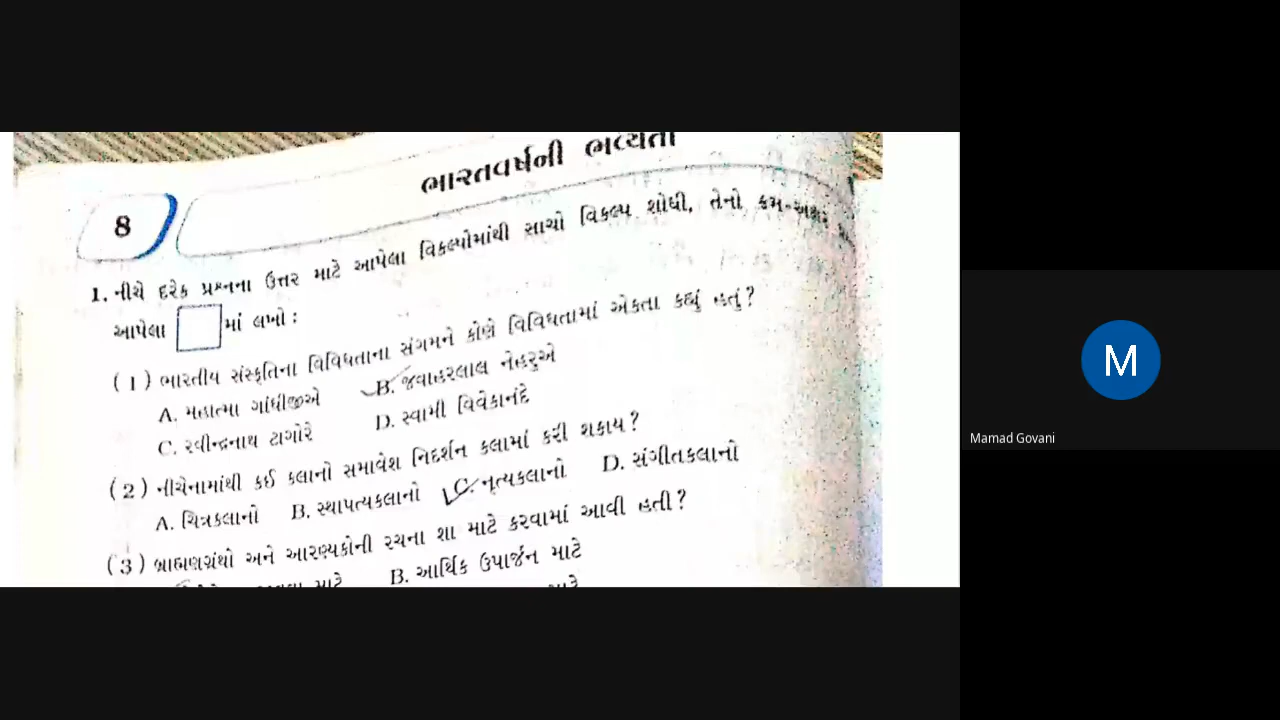 ભારતવર્ષની ભવ્યતા
8
1. નીચે દરેક પ્રશ્નના ઉત્તર માટે આપેલા વિકલ્પોમાંથી સાચો વિકલ્પ શોધી, તેનો ક્રમ-અક્ષર
આપેલા માં લખો :
( 1 ) ભારતીય સંસ્કૃતિના વિવિધતાના સંગમને કોણે વિવિધતામાં એકતા કહ્યું હતું ?
A. મહાત્મા ગાંધીજીએ B. જવાહરલાલ નેહરુએ
C. રવીન્દ્રનાથ ટાગોરે D. સ્વામી વિવેકાનંદે
( 2 ) નીચેનામાંથી કઈ કલાનો સમાવેશ નિદર્શન કલામાં કરી શકાય ?
A. ચિત્રકલાનો B. સ્થાપત્યકલાનો C. નૃત્યકલાનો D. સંગીતકલાનો
( 3 ) બ્રાહ્મણગ્રંથો અને આરણ્યકોની રચના શા માટે કરવામાં આવી હતી ?
માટે B. આર્થિક ઉપાર્જન માટે
M
Mamad Govani